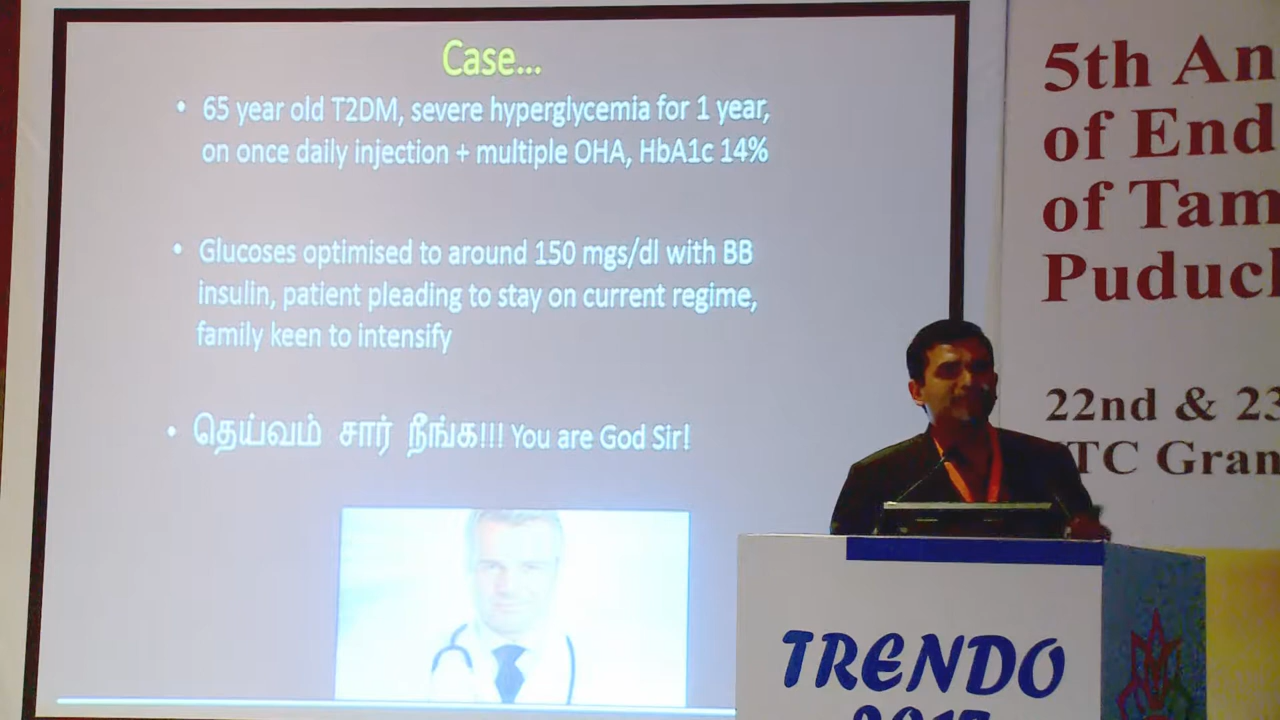 Case...
• 65 year old T2DM, severe hyperglycemia for 1 year,
on once daily injection + multiple OHA, HbA1c 14%
• Glucoses optimised to around 150 mgs/dl with BB
insulin, patient pleading to stay on current regime,
family keen to intensify
• தெய்வம் சார் நீங்க!!! You are God Sir!
5th An
of End
of Tam
Puducl
22nd & 23
TC Gran
TRENDO
2017